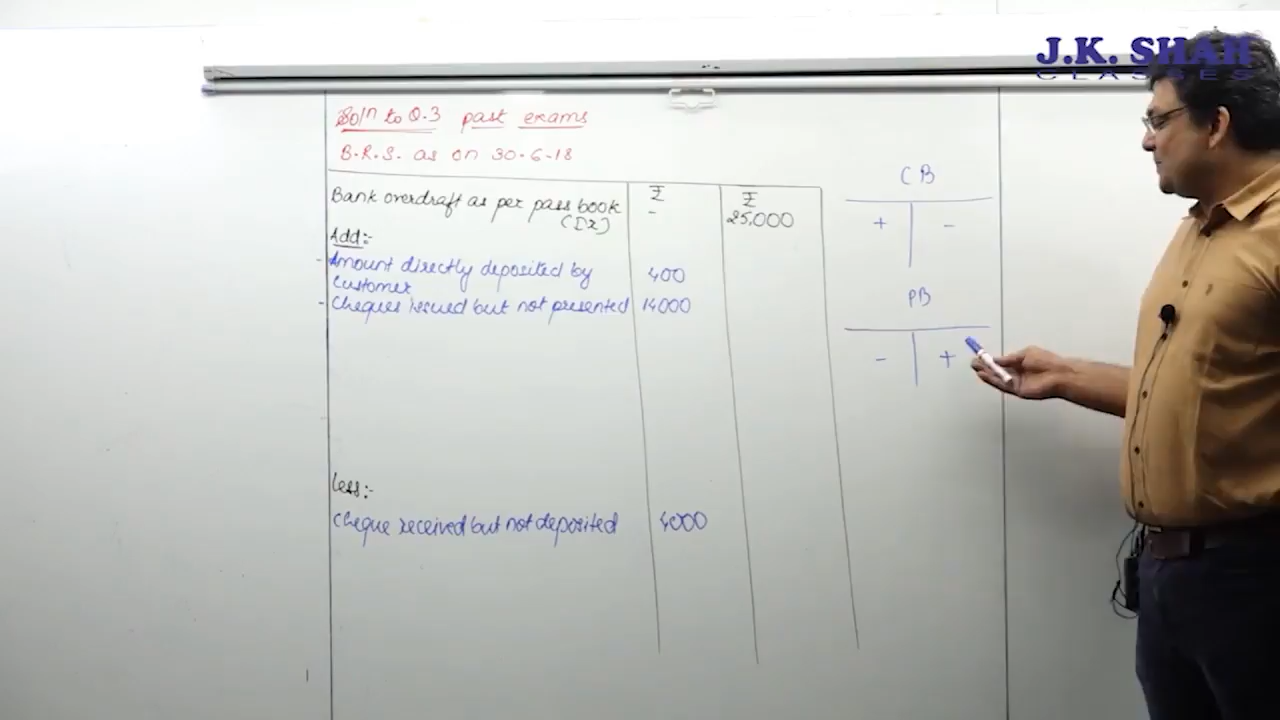 J.K. SHAH
CLASSES
Sol/n to Q.3 past exams
B.R.S. as on 30-6-18
₹ ₹
Bank overdraft as per pass book - 25,000
(Dr)
Add:-
- Amount directly deposited by 400
Customer
- Cheques issued but not presented 14000
Less:-
Cheque received but not deposited 4000
CB
+ -
PB
- +